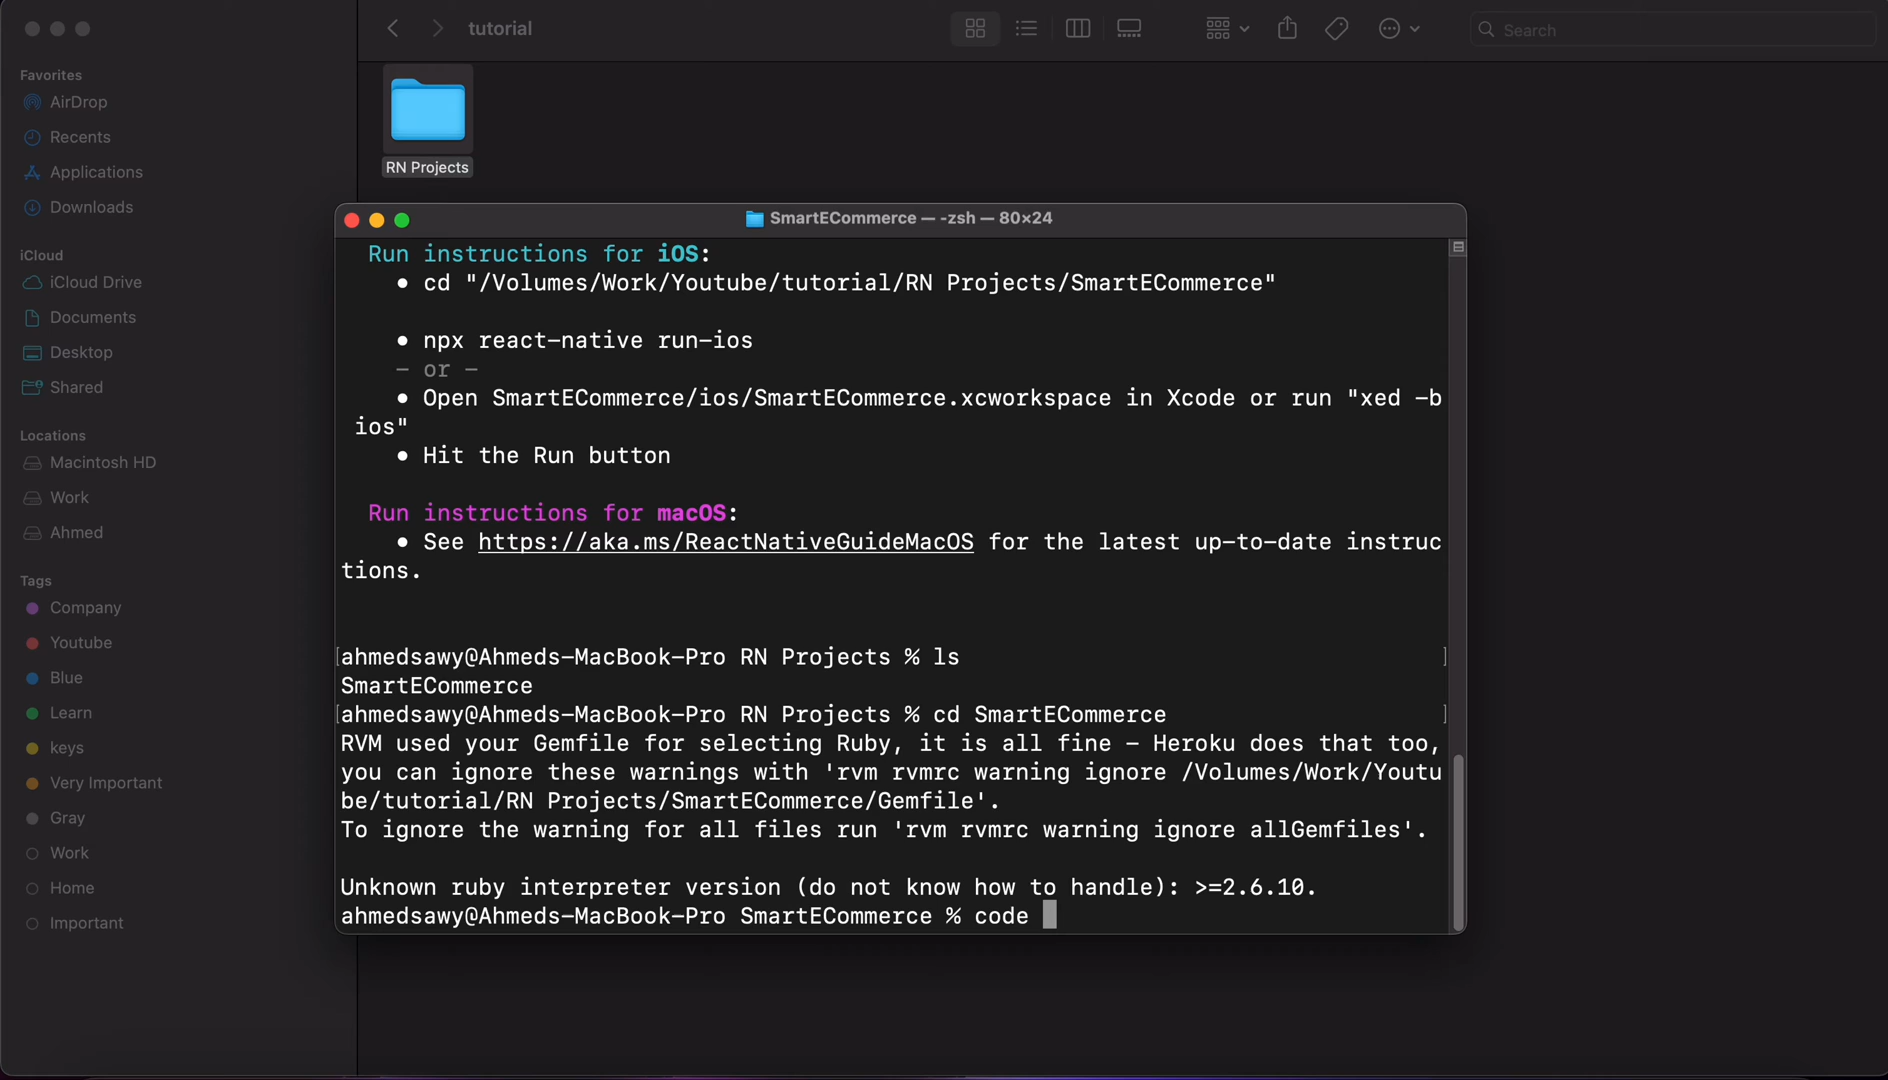 tutorial
Search
Favorites
AirDrop
Recents
Applications
Downloads
iCloud
iCloud Drive
Documents
Desktop
Shared
Locations
Macintosh HD
Work
Ahmed
Tags
Company
Youtube
Blue
Learn
keys
Very Important
Gray
Work
Home
Important
RN Projects
SmartECommerce — -zsh — 80×24
Run instructions for iOS:
• cd "/Volumes/Work/Youtube/tutorial/RN Projects/SmartECommerce"
• npx react-native run-ios
- or -
• Open SmartECommerce/ios/SmartECommerce.xcworkspace in Xcode or run "xed -b
ios"
• Hit the Run button
Run instructions for macOS:
• See https://aka.ms/ReactNativeGuideMacOS for the latest up-to-date instruc
tions.
[ahmedsawy@Ahmeds-MacBook-Pro RN Projects % ls ]
SmartECommerce
[ahmedsawy@Ahmeds-MacBook-Pro RN Projects % cd SmartECommerce ]
RVM used your Gemfile for selecting Ruby, it is all fine - Heroku does that too,
you can ignore these warnings with 'rvm rvmrc warning ignore /Volumes/Work/Youtu
be/tutorial/RN Projects/SmartECommerce/Gemfile'.
To ignore the warning for all files run 'rvm rvmrc warning ignore allGemfiles'.
Unknown ruby interpreter version (do not know how to handle): >=2.6.10.
ahmedsawy@Ahmeds-MacBook-Pro SmartECommerce % code